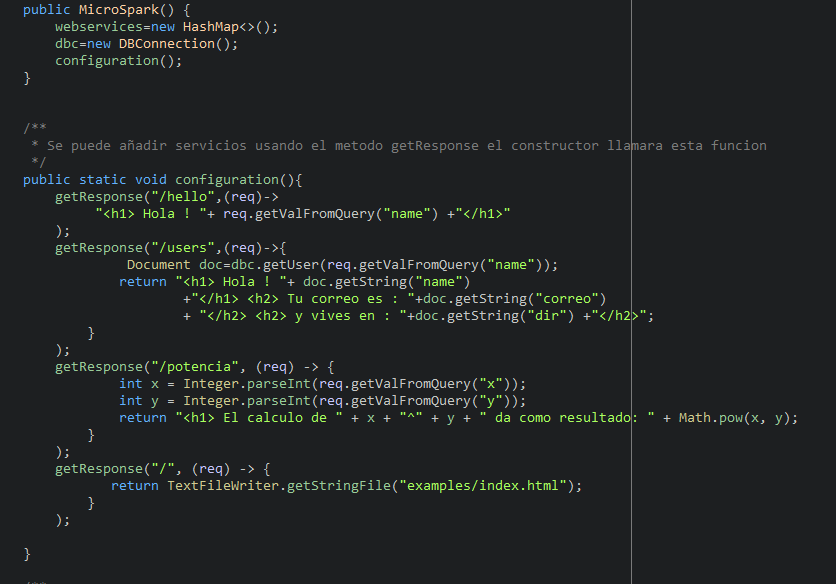 public MicroSpark() {
webservices=new HashMap<>();
dbc=new DBConnection();
configuration();
}
/**
* Se puede añadir servicios usando el metodo getResponse el constructor llamara esta funcion
*/
public static void configuration(){
getResponse("/hello",(req)->
"<h1> Hola ! "+ req.getValFromQuery("name") +"</h1>"
);
getResponse("/users",(req)->{
Document doc=dbc.getUser(req.getValFromQuery("name"));
return "<h1> Hola ! "+ doc.getString("name")
+"</h1> <h2> Tu correo es : "+doc.getString("correo")
+ "</h2> <h2> y vives en : "+doc.getString("dir") +"</h2>";
}
);
getResponse("/potencia", (req) -> {
int x = Integer.parseInt(req.getValFromQuery("x"));
int y = Integer.parseInt(req.getValFromQuery("y"));
return "<h1> El calculo de " + x + "^" + y + " da como resultado: " + Math.pow(x, y);
}
);
getResponse("/", (req) -> {
return TextFileWriter.getStringFile("examples/index.html");
}
);
}